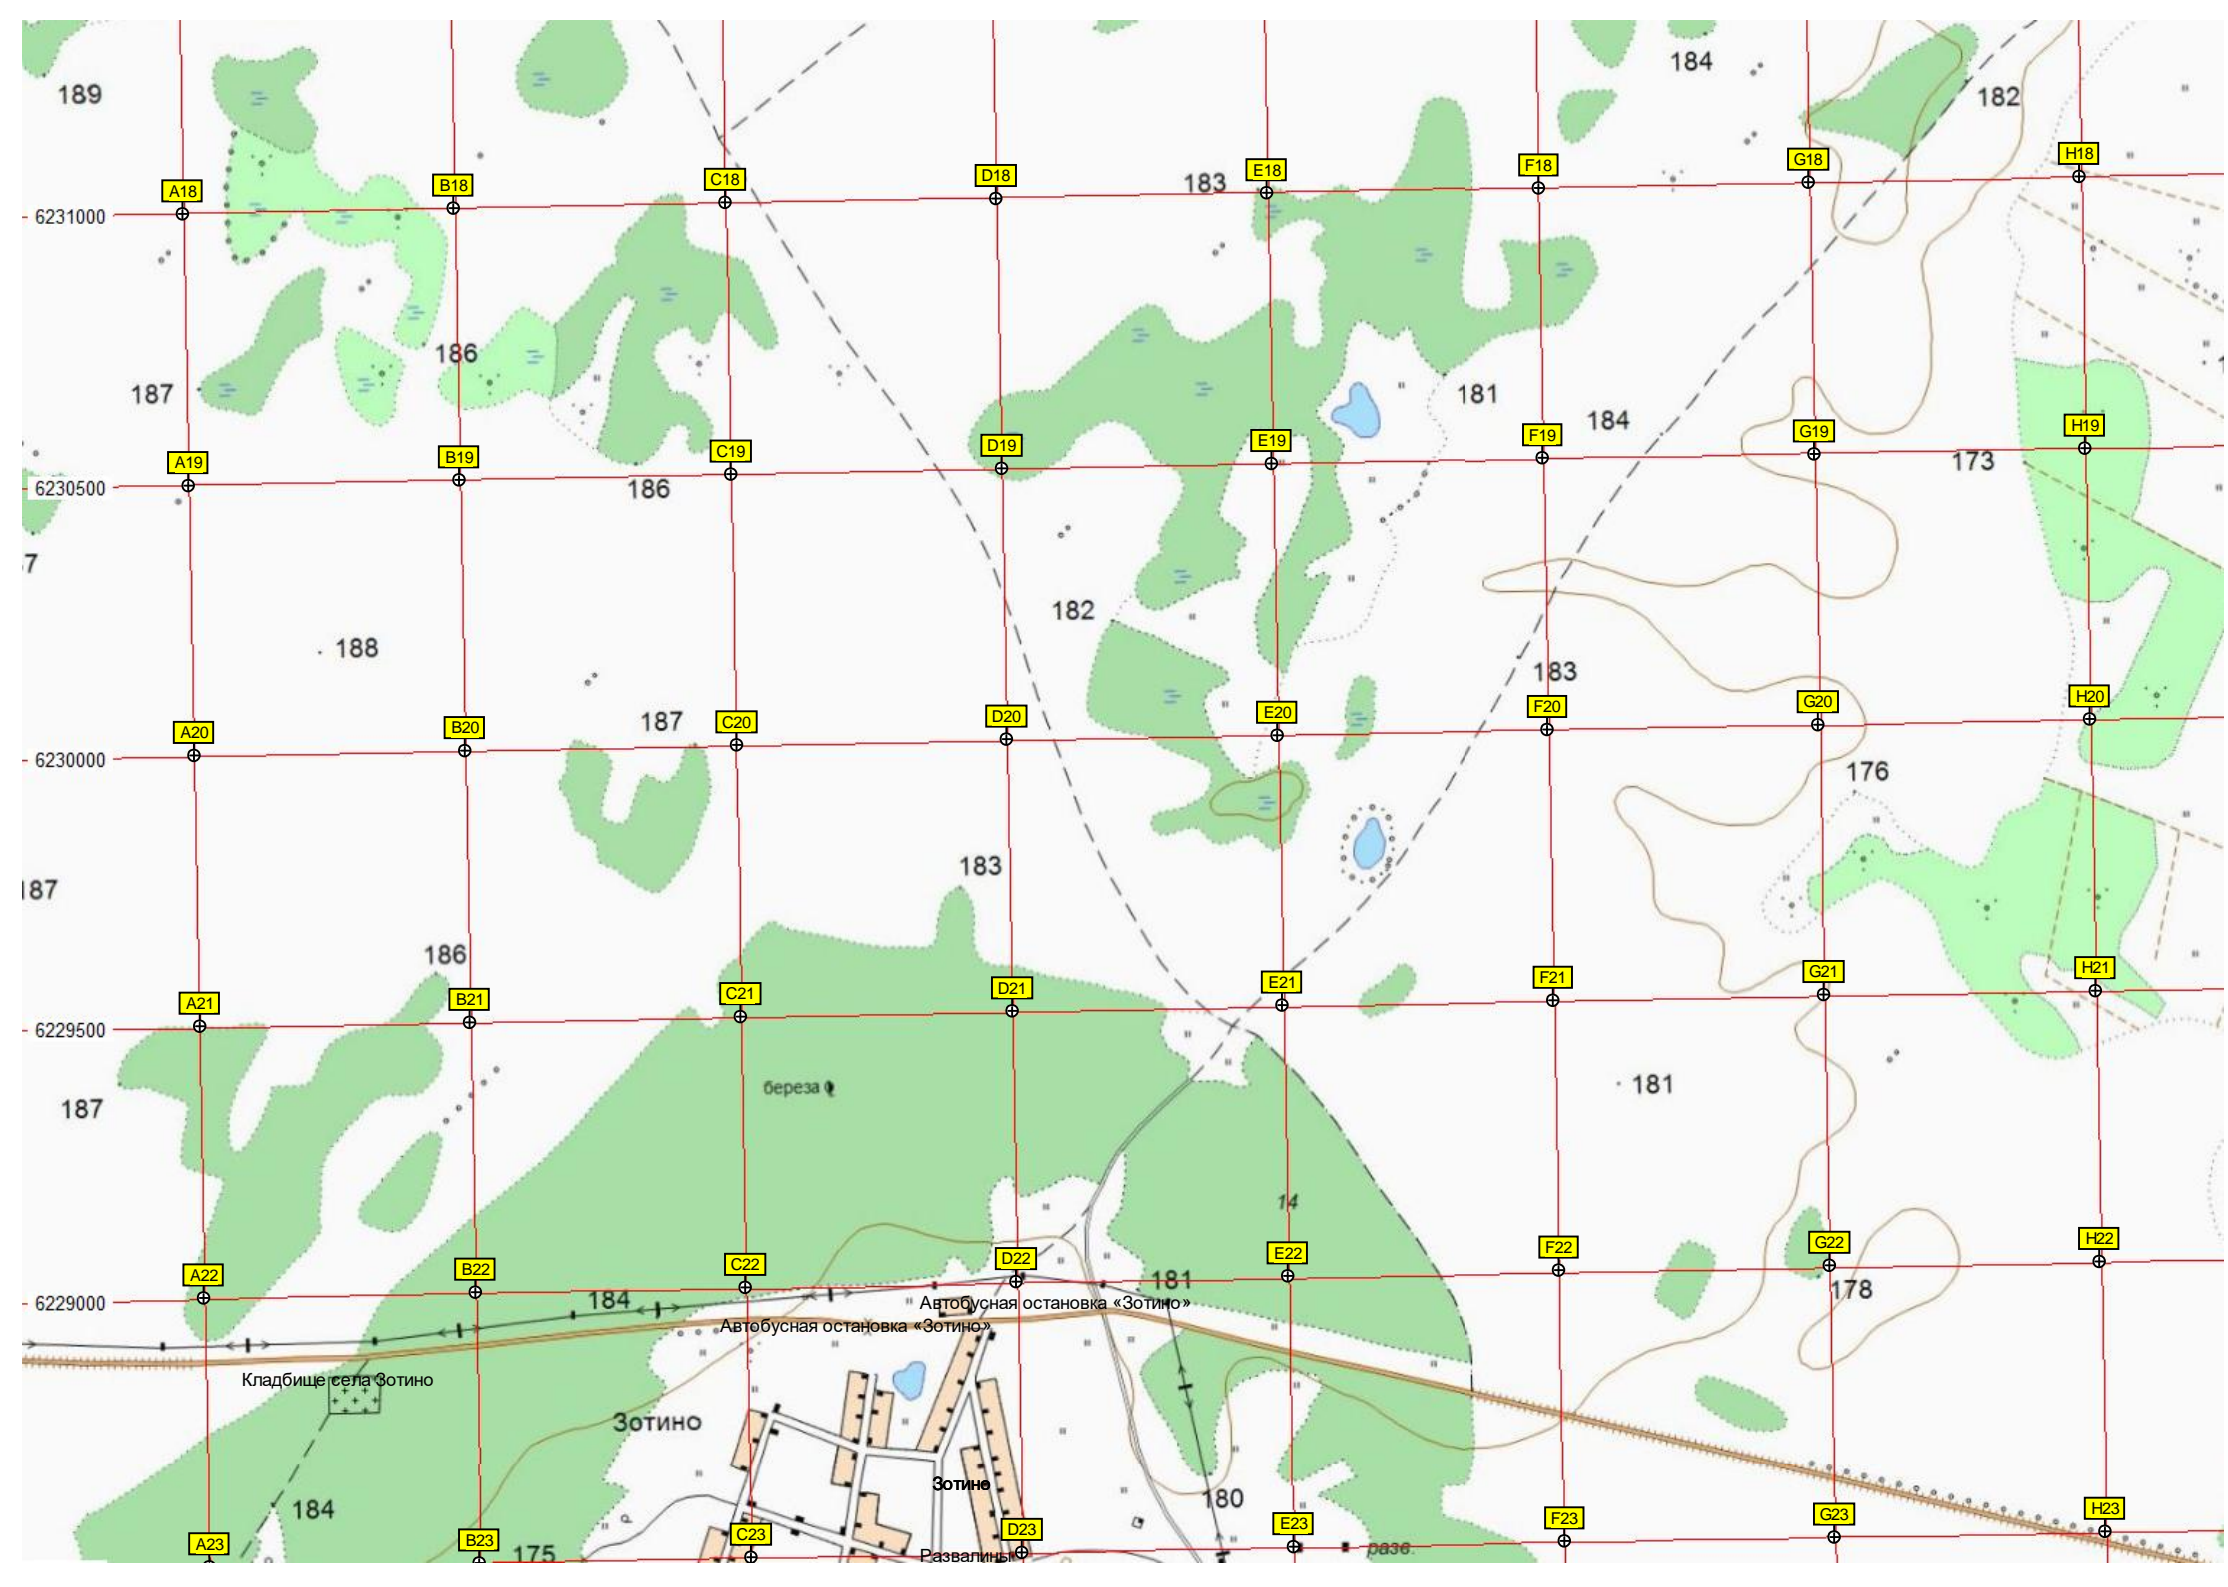 184
189
182
H18
G18
F18
E18
D18
C18
B18
A18
183
6231000
186
187
181
184
H19
G19
F19
E19
D19
C19
B19
A19
173
186
6230500
182
188
183
187
H20
G20
F20
E20
D20
C20
B20
A20
6230000
176
183
187
186
H21
G21
F21
E21
D21
C21
B21
A21
6229500
181
береза
187
14
H22
G22
F22
E22
D22
C22
B22
A22
181
178
184
6229000
Автобусная остановка «Зотино»
Автобусная остановка «Зотино»
Кладбище села Зотино
Зотино
Зотино
180
184
H23
G23
F23
E23
D23
C23
B23
A23
разв.
175
Развалины